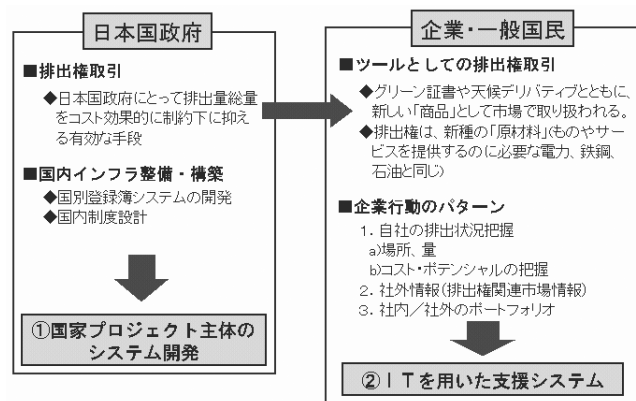 日本国政府
■排出権取引
◆日本国政府にとって排出量総量
をコスト効果的に制約下に抑え
る有効な手段
■国内インフラ整備・構築
◆国別登録簿システムの開発
◆国内制度設計
①国家プロジェクト主体の
システム開発
企業・一般国民
■ツールとしての排出権取引
◆グリーン証書や天候デリバティブとともに、
新しい「商品」として市場で取り扱われる。
◆排出権は、新種の「原材料」(ものやサー
ビスを提供するのに必要な電力、鉄鋼、
石油と同じ)
■企業行動のパターン
1. 自社の排出状況把握
a)場所、量
b)コスト・ポテンシャルの把握
2. 社外情報(排出権関連市場情報)
3. 社内／社外のポートフォリオ
②ＩＴを用いた支援システム